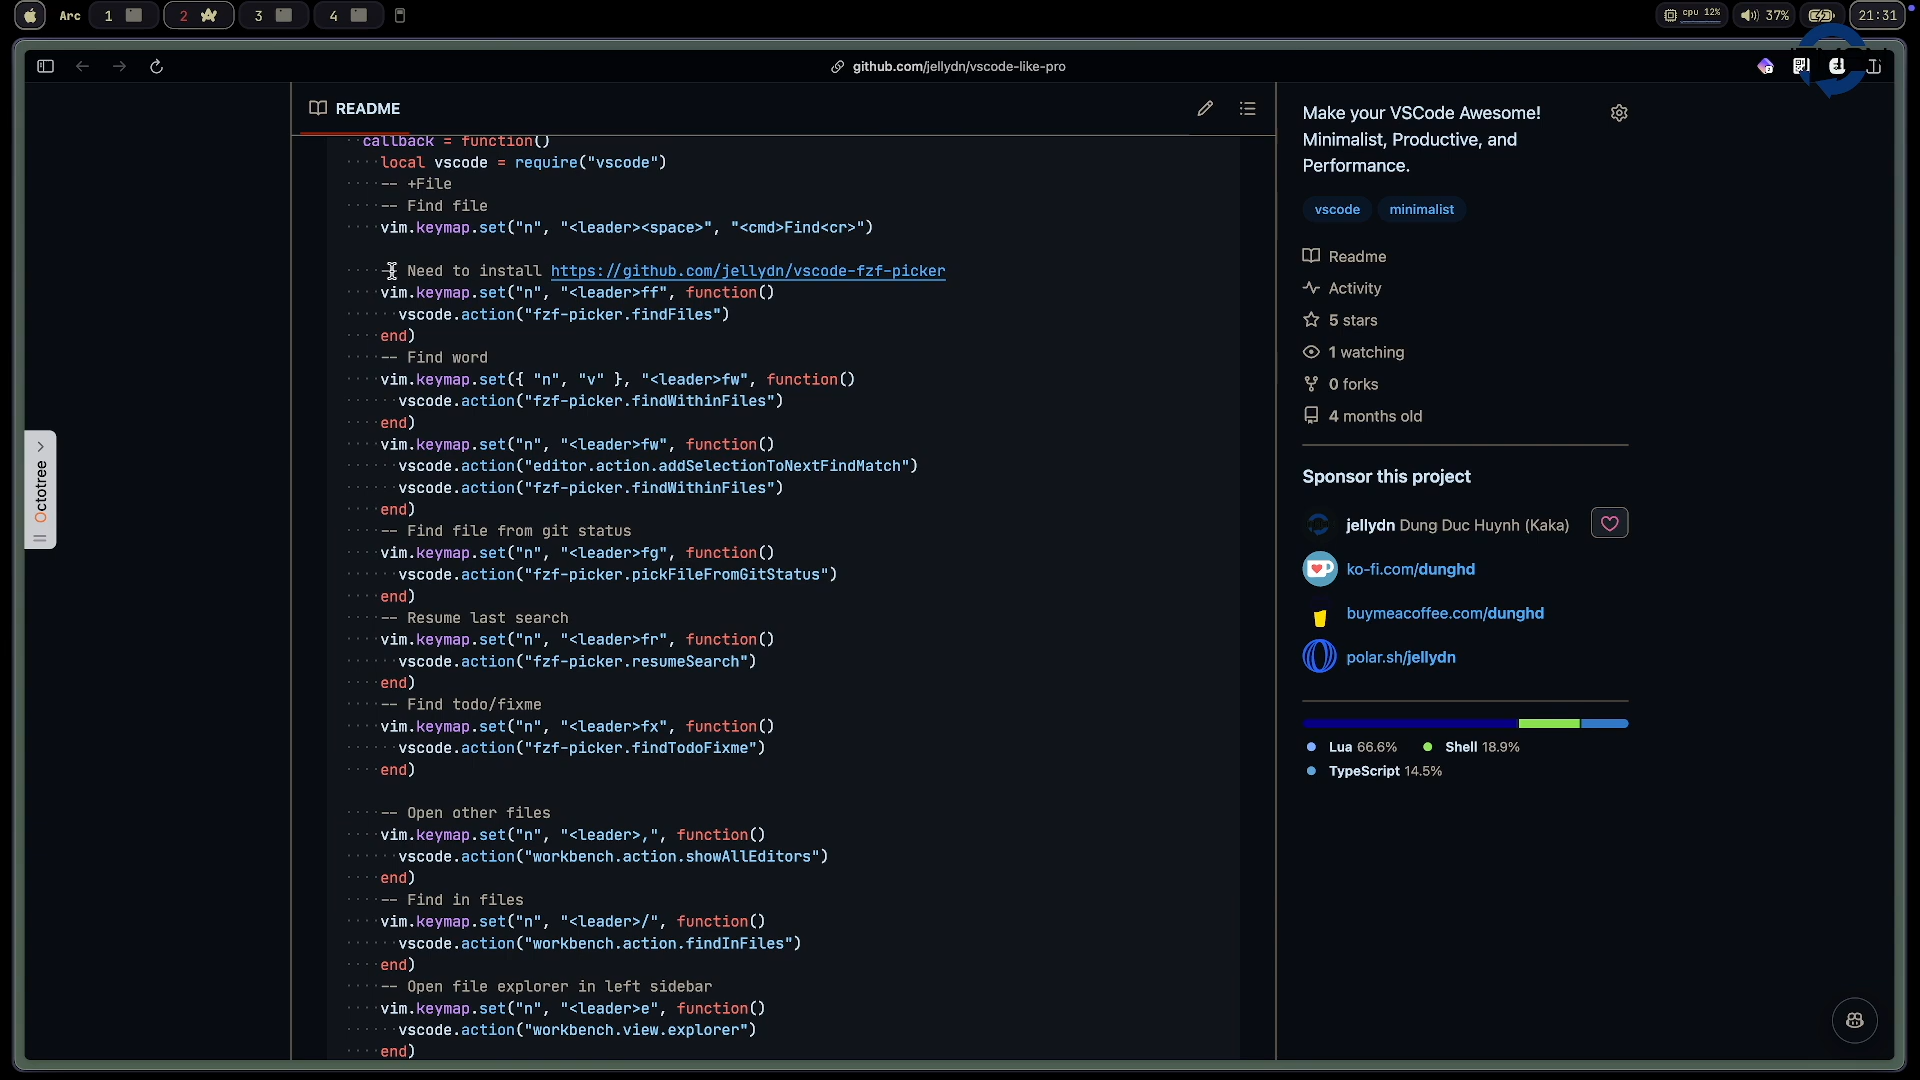 Arc 1 2 3 4 cpu 12% 37% 21:31
github.com/jellydn/vscode-like-pro
README
callback = function()
local vscode = require("vscode")
-- +File
-- Find file
vim.keymap.set("n", "<leader><space>", "<cmd>Find<cr>")
-- Need to install https://github.com/jellydn/vscode-fzf-picker
vim.keymap.set("n", "<leader>ff", function()
vscode.action("fzf-picker.findFiles")
end)
-- Find word
vim.keymap.set({ "n", "v" }, "<leader>fw", function()
vscode.action("fzf-picker.findWithinFiles")
end)
vim.keymap.set("n", "<leader>fw", function()
vscode.action("editor.action.addSelectionToNextFindMatch")
vscode.action("fzf-picker.findWithinFiles")
end)
-- Find file from git status
vim.keymap.set("n", "<leader>fg", function()
vscode.action("fzf-picker.pickFileFromGitStatus")
end)
-- Resume last search
vim.keymap.set("n", "<leader>fr", function()
vscode.action("fzf-picker.resumeSearch")
end)
-- Find todo/fixme
vim.keymap.set("n", "<leader>fx", function()
vscode.action("fzf-picker.findTodoFixme")
end)
-- Open other files
vim.keymap.set("n", "<leader>,", function()
vscode.action("workbench.action.showAllEditors")
end)
-- Find in files
vim.keymap.set("n", "<leader>/", function()
vscode.action("workbench.action.findInFiles")
end)
-- Open file explorer in left sidebar
vim.keymap.set("n", "<leader>e", function()
vscode.action("workbench.view.explorer")
end)
Octotree
Make your VSCode Awesome!
Minimalist, Productive, and
Performance.
vscode minimalist
Readme
Activity
5 stars
1 watching
0 forks
4 months old
Sponsor this project
jellydn Dung Duc Huynh (Kaka)
ko-fi.com/dunghd
buymeacoffee.com/dunghd
polar.sh/jellydn
Lua 66.6% Shell 18.9%
TypeScript 14.5%